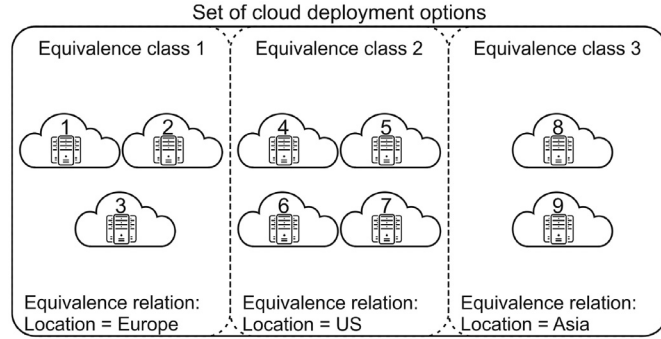 Set of cloud deployment options
Equivalence class 1
Equivalence class 2
Equivalence class 3
1
2
4
5
8
3
6
7
9
Equivalence relation:
Location = Europe
Equivalence relation:
Location = US
Equivalence relation:
Location = Asia